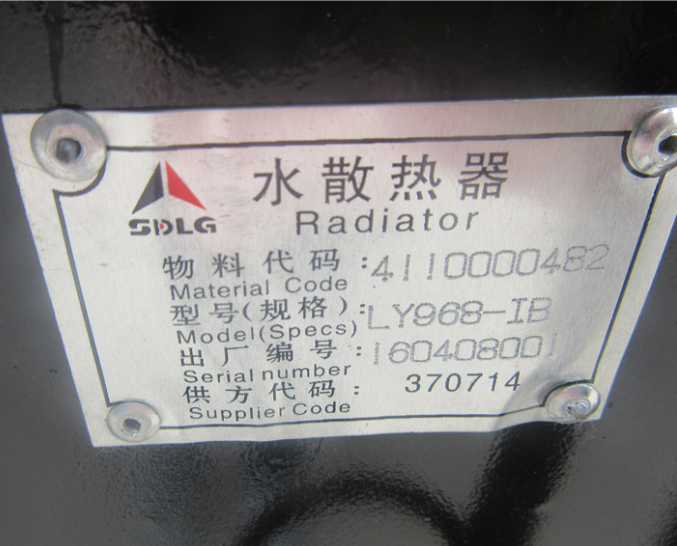 水散热器
SDLG
Radiator
物料代码:4110000482
Material Code
型号(规格):LY968-IB
Model(Specs)
出厂编号:160408001
Serial number
供方代码: 370714
Supplier Code